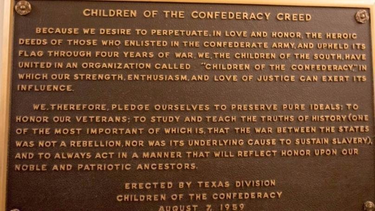 CHILDREN OF THE CONFEDERACY CREED
BECAUSE WE DESIRE TO PERPETUATE, IN LOVE AND HONOR, THE HEROIC
DEEDS OF THOSE WHO ENLISTED IN THE CONFEDERATE ARMY, AND UPHELD ITS
FLAG THROUGH FOUR YEARS OF WAR, WE, THE CHILDREN OF THE SOUTH, HAVE
UNITED IN AN ORGANIZATION CALLED "CHILDREN OF THE CONFEDERACY," IN
WHICH OUR STRENGTH, ENTHUSIASM, AND LOVE OF JUSTICE CAN EXERT ITS
INFLUENCE.
WE, THEREFORE, PLEDGE OURSELVES TO PRESERVE PURE IDEALS: TO
HONOR OUR VETERANS; TO STUDY AND TEACH THE TRUTHS OF HISTORY (ONE
OF THE MOST IMPORTANT OF WHICH IS, THAT THE WAR BETWEEN THE STATES
WAS NOT A REBELLION, NOR WAS ITS UNDERLYING CAUSE TO SUSTAIN SLAVERY),
AND TO ALWAYS ACT IN A MANNER THAT WILL REFLECT HONOR UPON OUR
NOBLE AND PATRIOTIC ANCESTORS.
ERECTED BY TEXAS DIVISION
CHILDREN OF THE CONFEDERACY
AUGUST 7, 1959